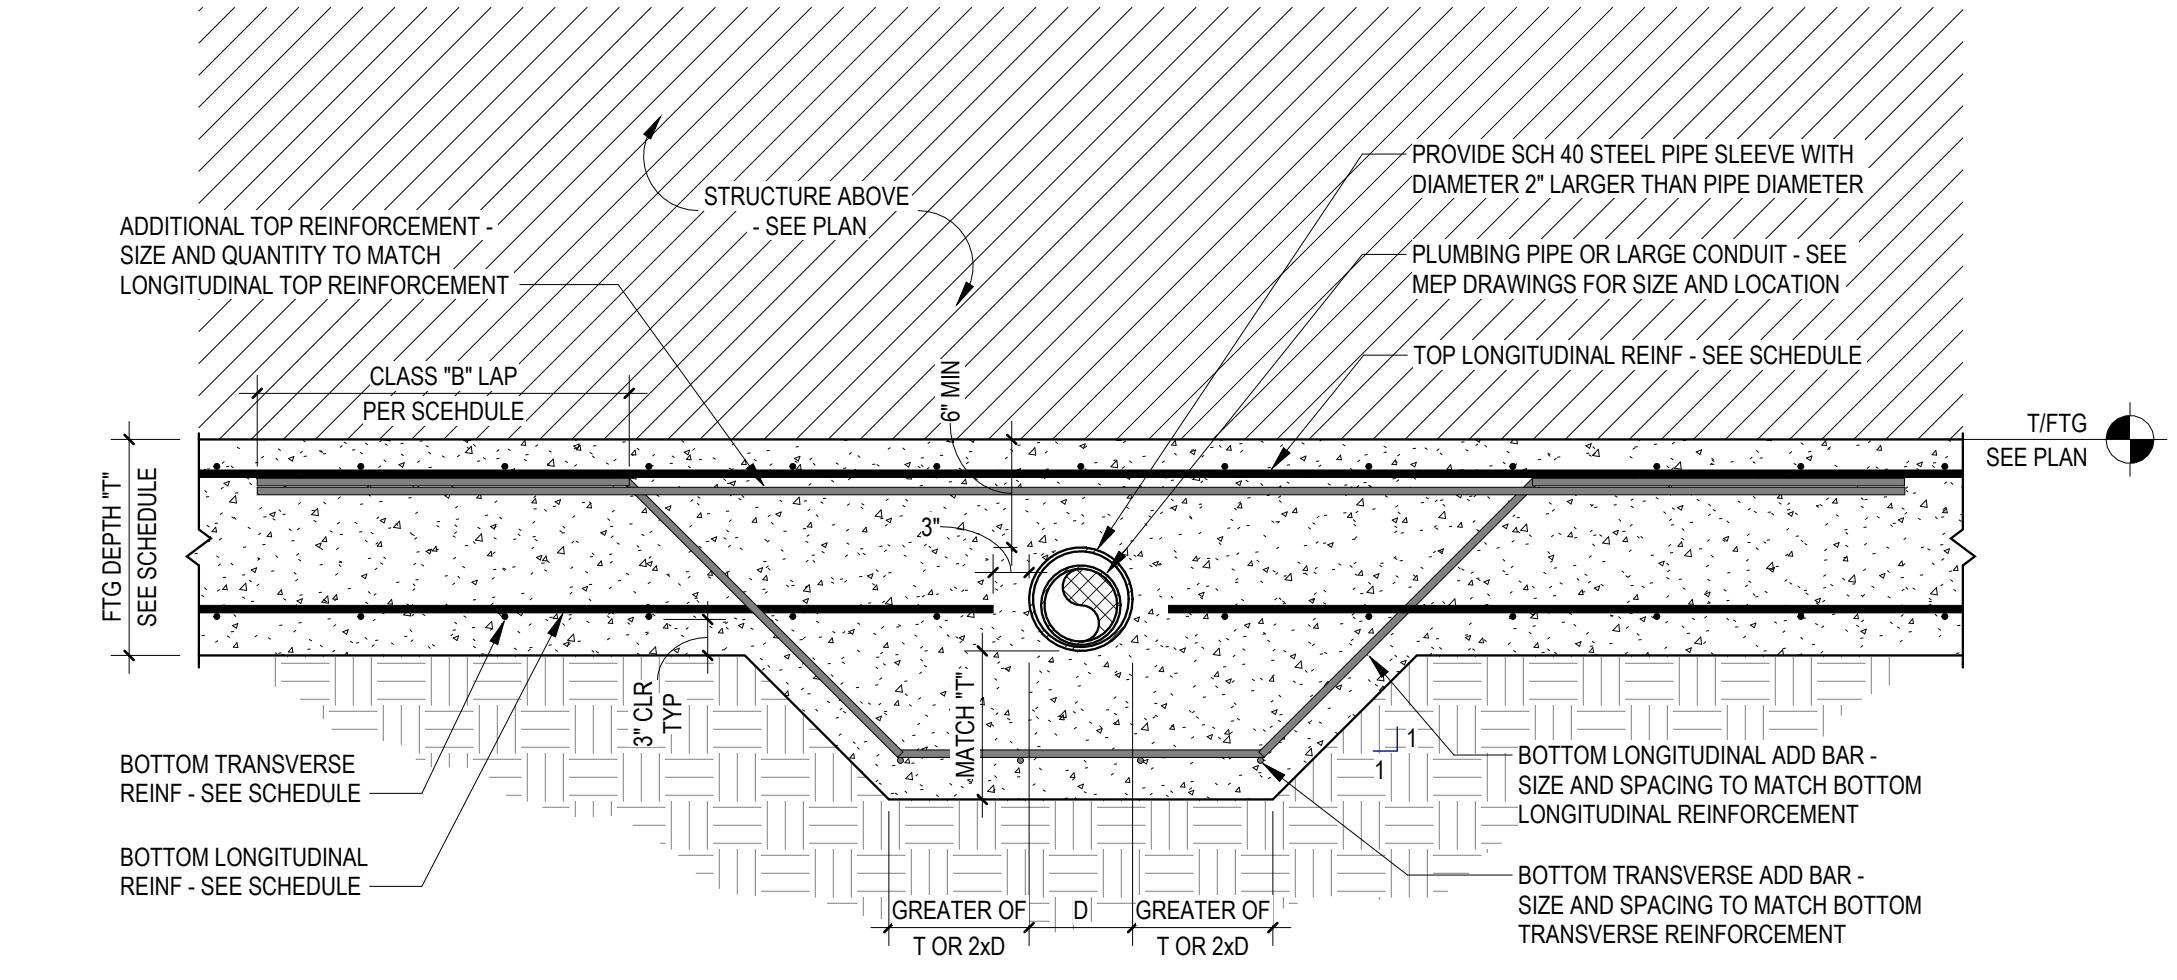 PROVIDE SCH 40 STEEL PIPE SLEEVE WITH
DIAMETER 2" LARGER THAN PIPE DIAMETER
STRUCTURE ABOVE
- SEE PLAN
ADDITIONAL TOP REINFORCEMENT -
SIZE AND QUANTITY TO MATCH
LONGITUDINAL TOP REINFORCEMENT
PLUMBING PIPE OR LARGE CONDUIT - SEE
MEP DRAWINGS FOR SIZE AND LOCATION
TOP LONGITUDINAL REINF - SEE SCHEDULE
CLASS "B" LAP
PER SCEHDULE
6" MIN
T/FTG
SEE PLAN
FTG DEPTH "T"
SEE SCHEDULE
3"
3" CLR
TYP
MATCH "T"
1
1
BOTTOM TRANSVERSE
REINF - SEE SCHEDULE
BOTTOM LONGITUDINAL
REINF - SEE SCHEDULE
BOTTOM LONGITUDINAL ADD BAR -
SIZE AND SPACING TO MATCH BOTTOM
LONGITUDINAL REINFORCEMENT
BOTTOM TRANSVERSE ADD BAR -
SIZE AND SPACING TO MATCH BOTTOM
TRANSVERSE REINFORCEMENT
GREATER OF
T OR 2xD
D
GREATER OF
T OR 2xD